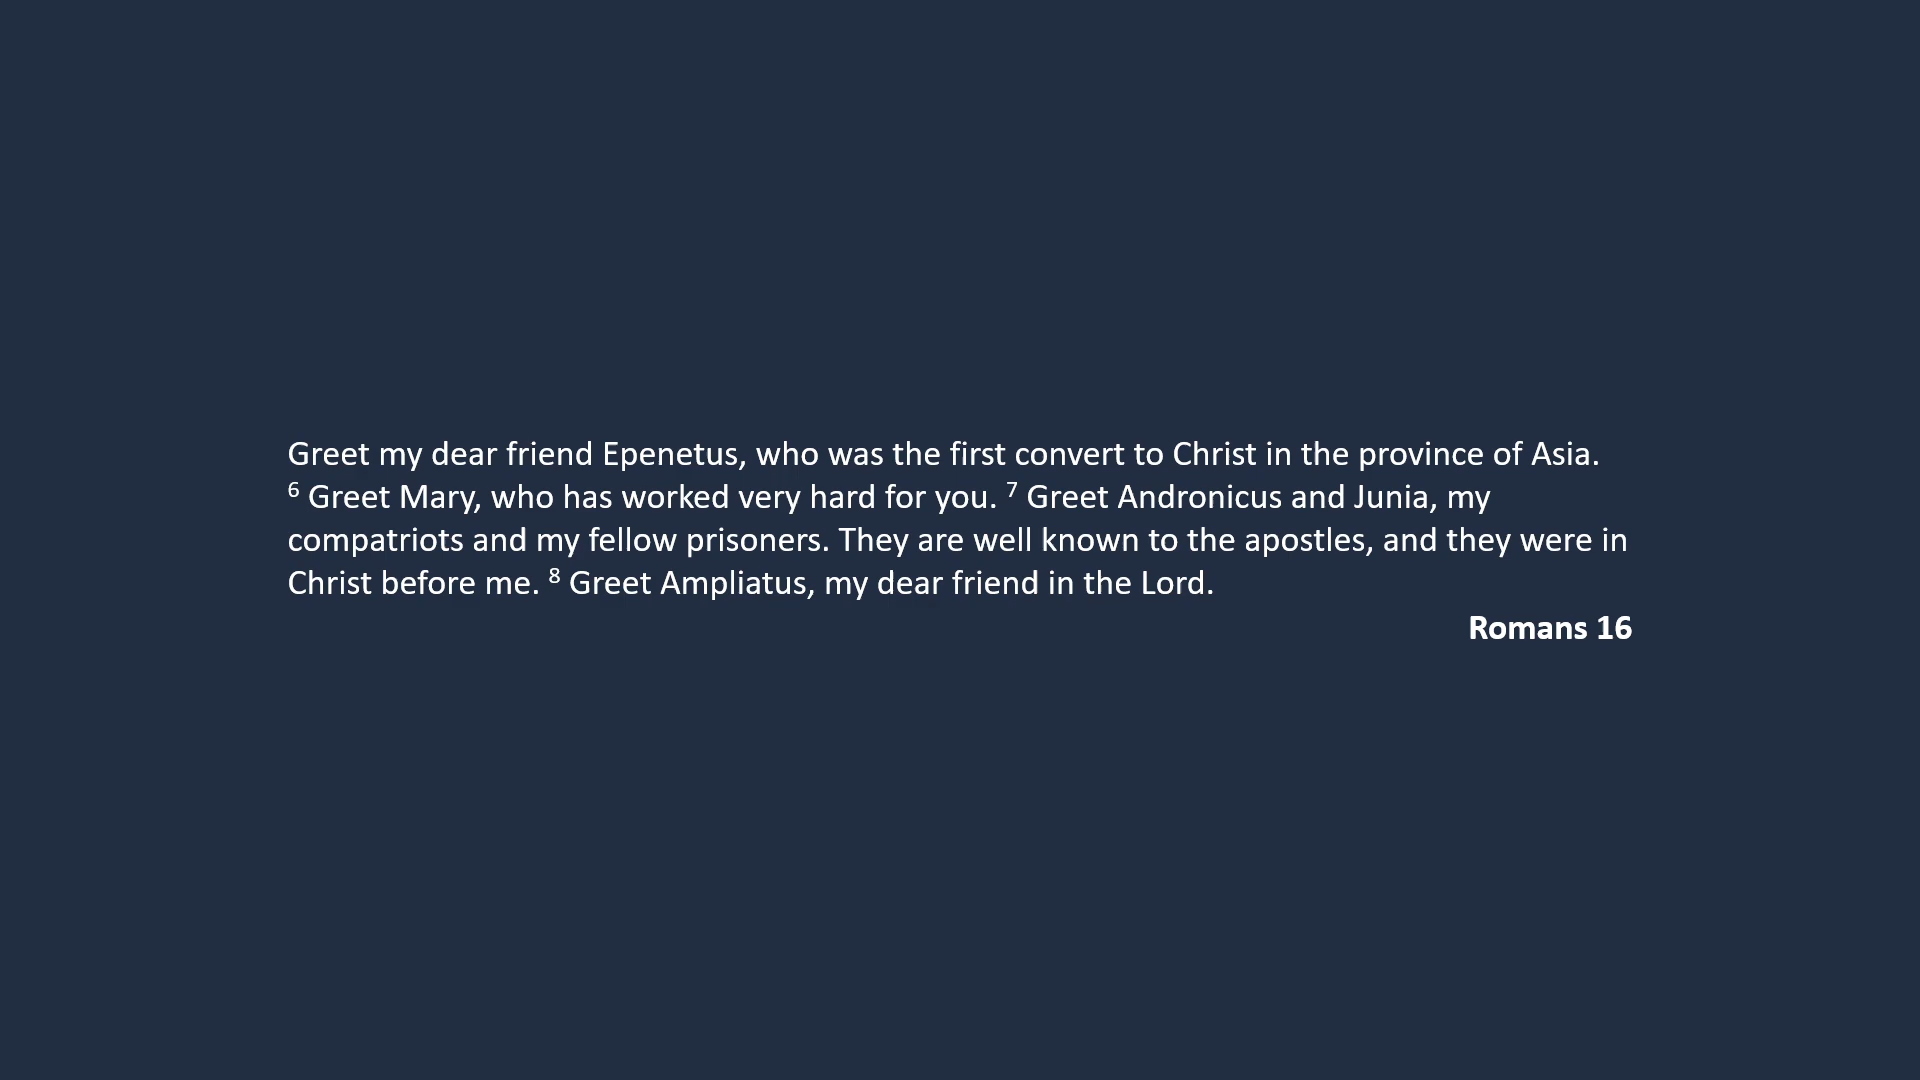 Greet my dear friend Epenetus, who was the first convert to Christ in the province of Asia.
⁶ Greet Mary, who has worked very hard for you. ⁷ Greet Andronicus and Junia, my
compatriots and my fellow prisoners. They are well known to the apostles, and they were in
Christ before me. ⁸ Greet Ampliatus, my dear friend in the Lord.
Romans 16